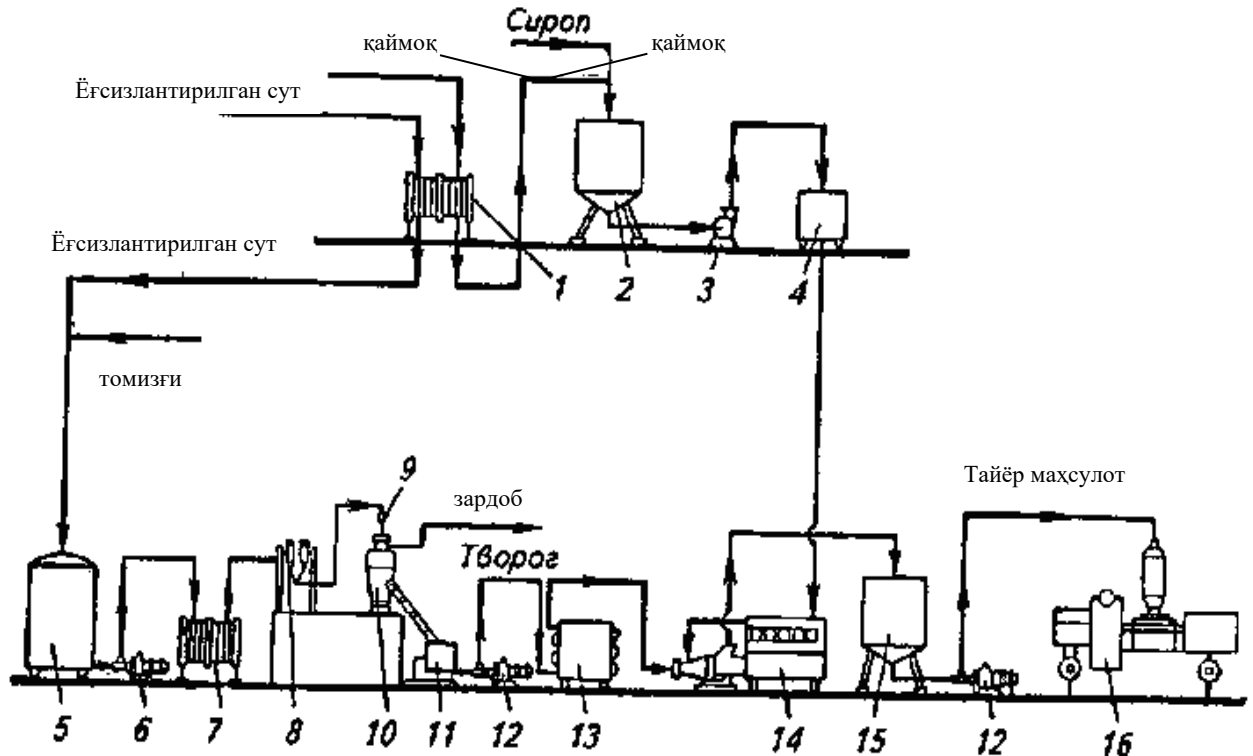 Сироп
қаймоқ
қаймоқ
Ёғсизлантирилган сут
Ёғсизлантирилган сут
1
2
3
4
томизғи
9
зардоб
Творог
Тайёр маҳсулот
5
6
7
8
10
11
12
13
14
15
12
16